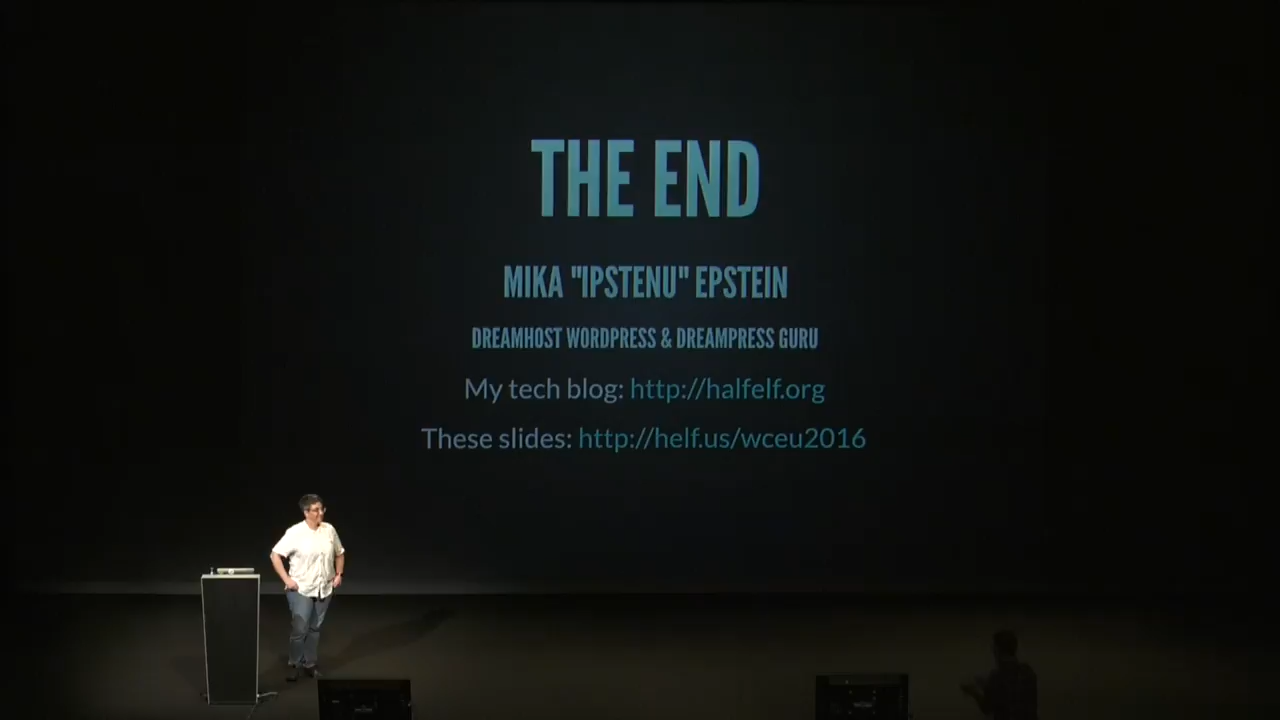 THE END
MIKA "IPSTENU" EPSTEIN
DREAMHOST WORDPRESS & DREAMPRESS GURU
My tech blog: http://halfelf.org
These slides: http://helf.us/wceu2016